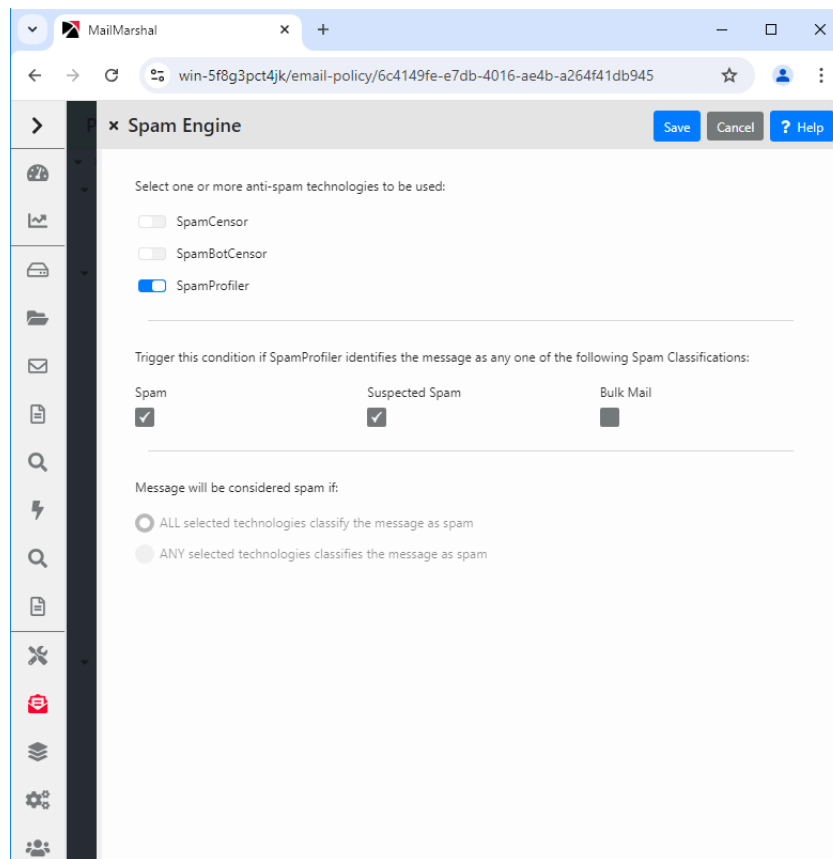 MailMarshal
win-5f8g3pct4jk/email-policy/6c4149fe-e7db-4016-ae4b-a264f41db945
Spam Engine
Save
Cancel
? Help
Select one or more anti-spam technologies to be used:
SpamCensor
SpamBotCensor
SpamProfiler
Trigger this condition if SpamProfiler identifies the message as any one of the following Spam Classifications:
Spam
Suspected Spam
Bulk Mail
Message will be considered spam if:
ALL selected technologies classify the message as spam
ANY selected technologies classifies the message as spam